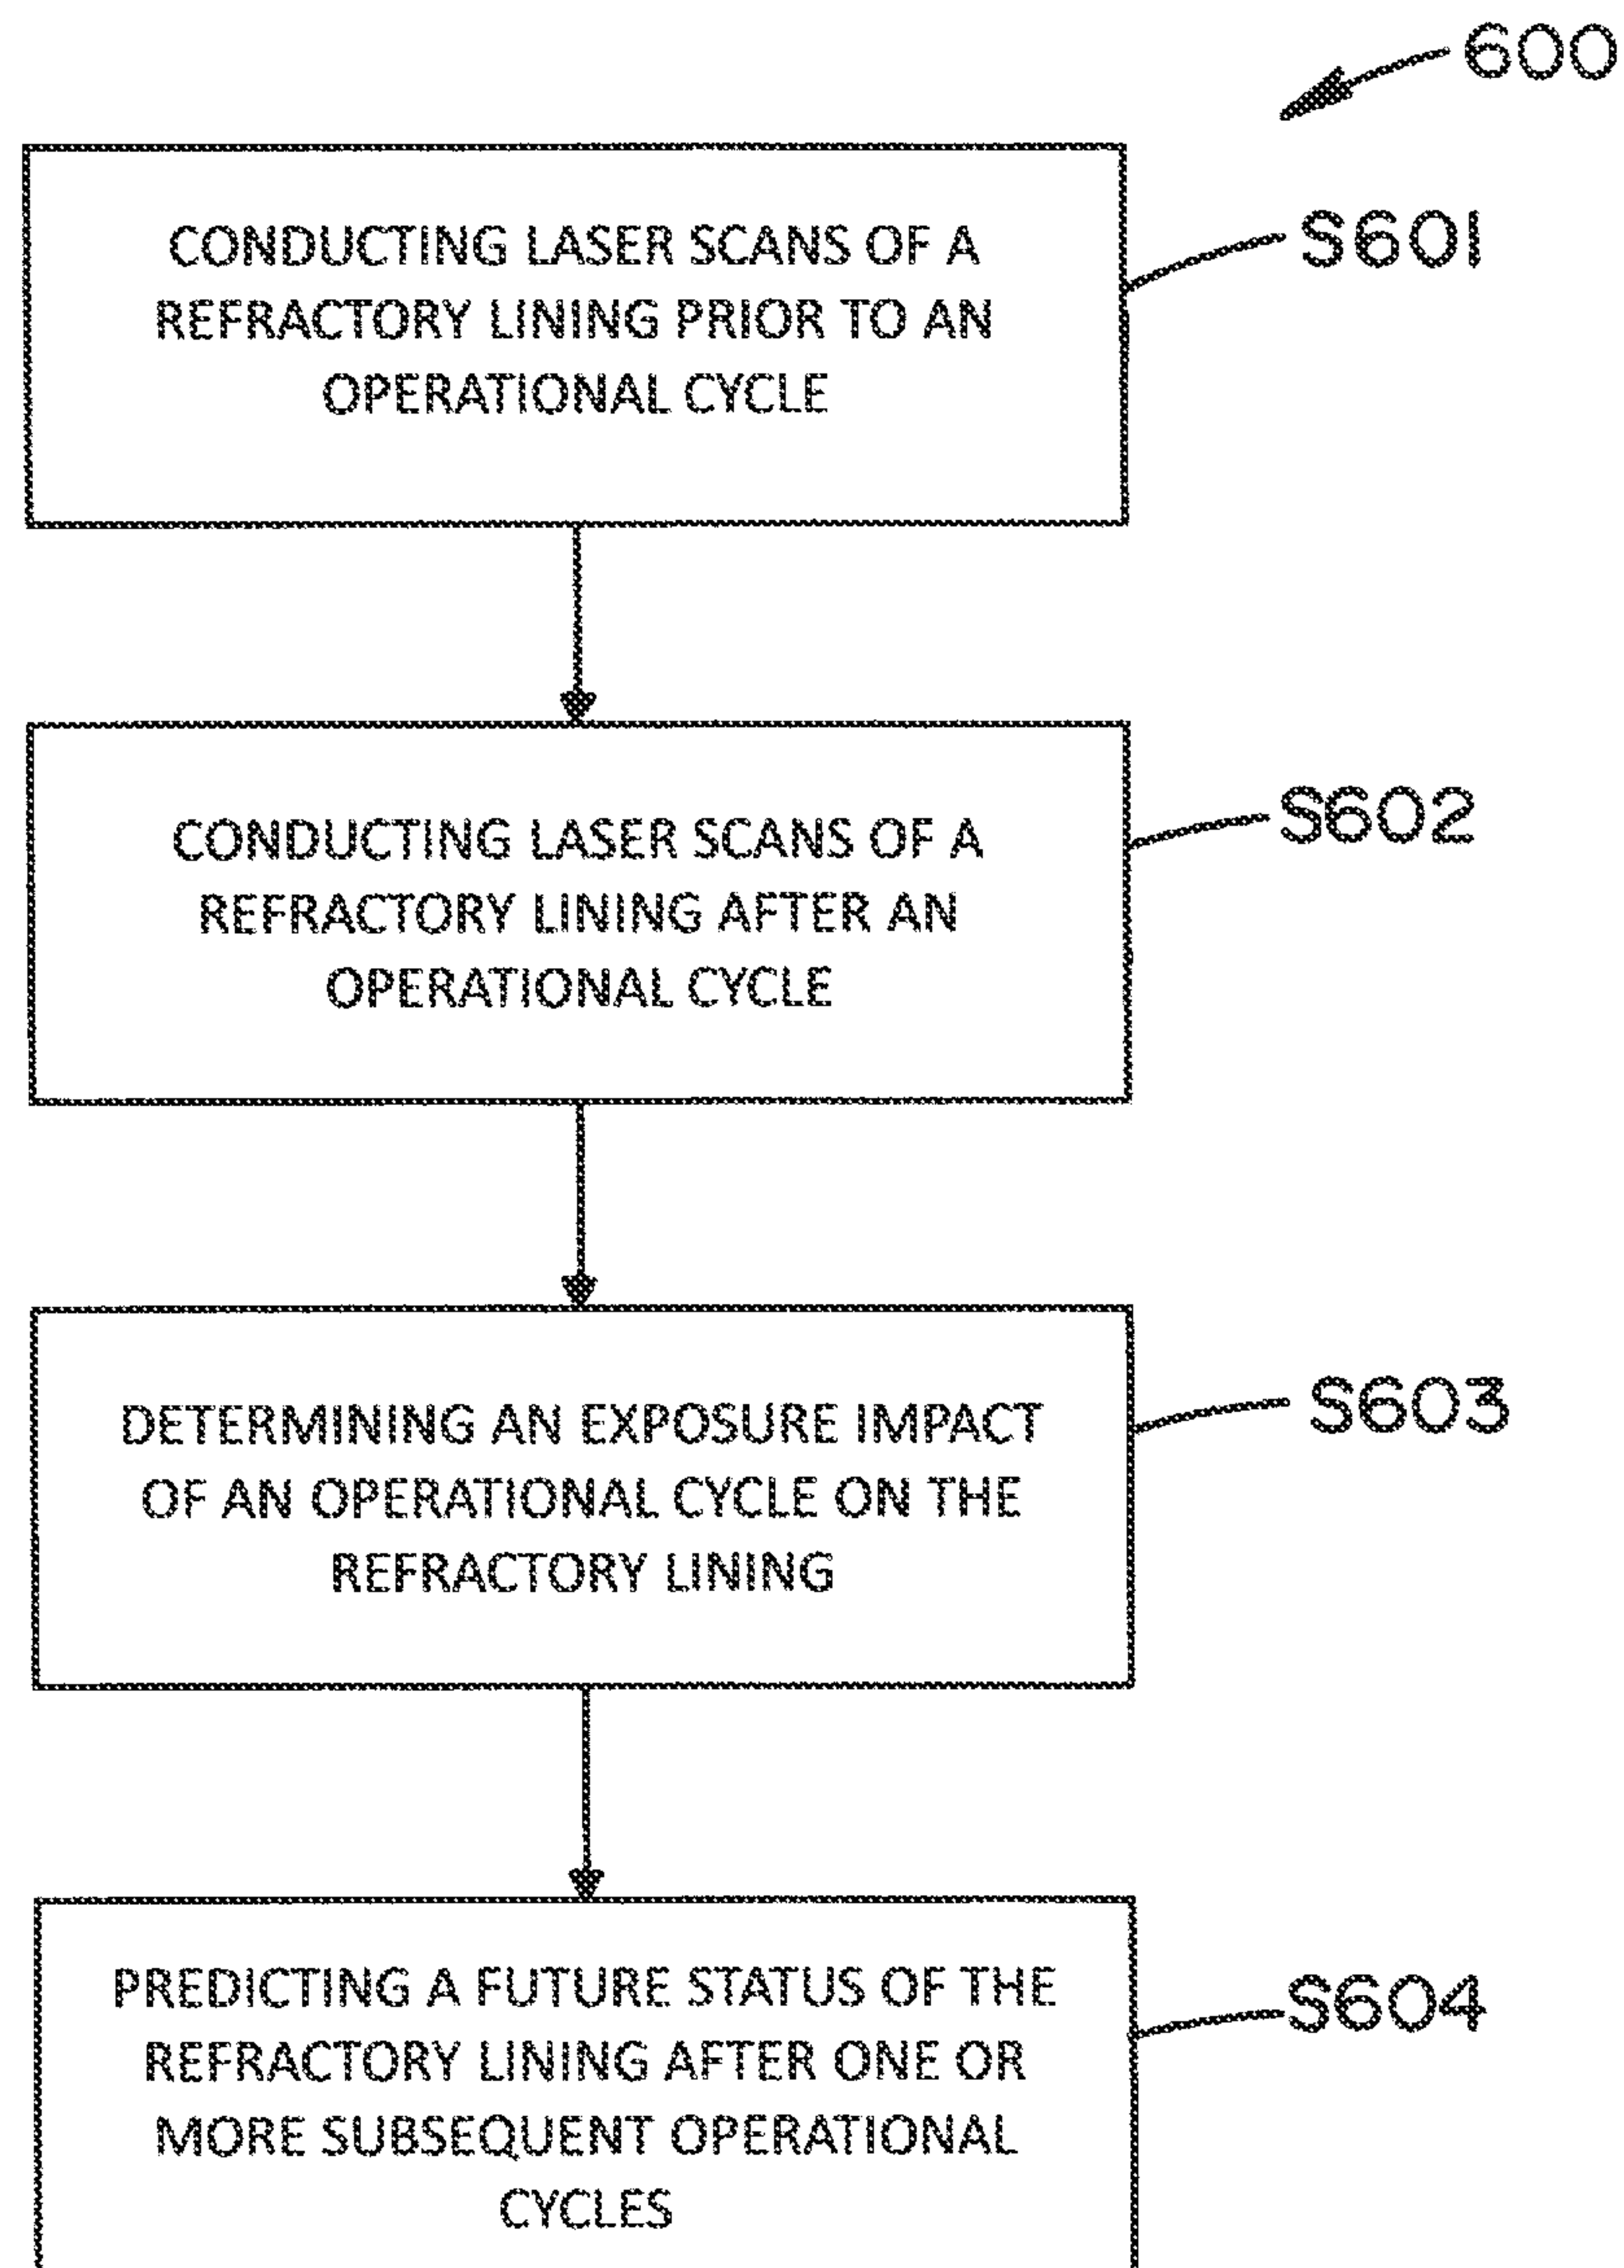 600
CONDUCTING LASER SCANS OF A
REFRACTORY LINING PRIOR TO AN
OPERATIONAL CYCLE
S601
CONDUCTING LASER SCANS OF A
REFRACTORY LINING AFTER AN
OPERATIONAL CYCLE
S602
DETERMINING AN EXPOSURE IMPACT
OF AN OPERATIONAL CYCLE ON THE
REFRACTORY LINING
S603
PREDICTING A FUTURE STATUS OF THE
REFRACTORY LINING AFTER ONE OR
MORE SUBSEQUENT OPERATIONAL
CYCLES
S604